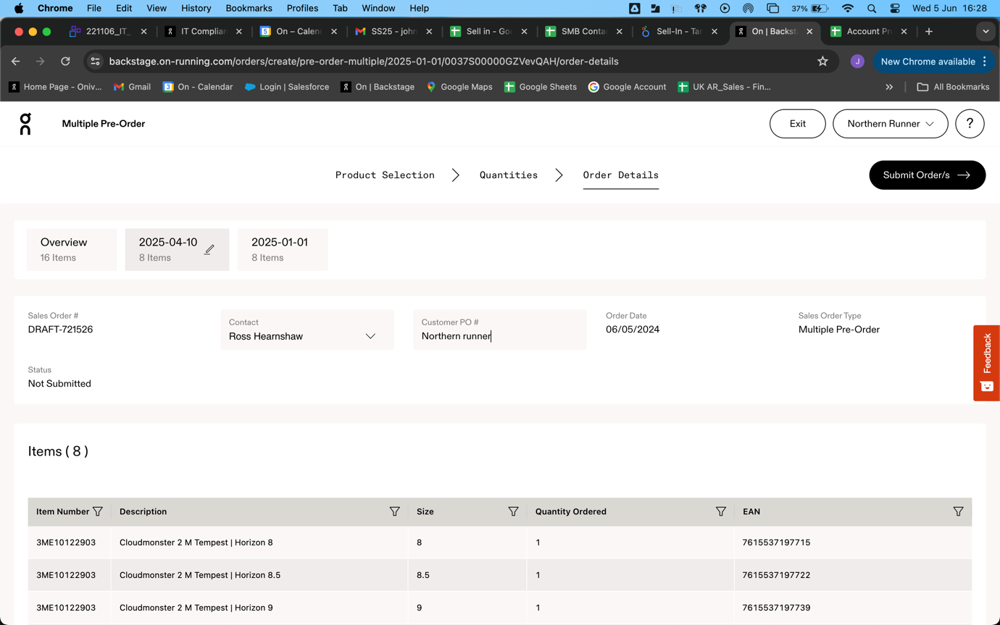 Chrome File Edit View History Bookmarks Profiles Tab Window Help 37% Wed 5 Jun 16:28
221106_IT_ IT Complian On – Calen SS25 - john Sell in - Go SMB Conta Sell-In - Tar On | Backst Account Pr
backstage.on-running.com/orders/create/pre-order-multiple/2025-01-01/0037S00000GZVevQAH/order-details J New Chrome available
Home Page - Oniv... Gmail On - Calendar Login | Salesforce On | Backstage Google Maps Google Sheets Google Account UK AR_Sales - Fin... » All Bookmarks
Multiple Pre-Order Exit Northern Runner ?
Product Selection Quantities Order Details Submit Order/s
Overview 2025-04-10 2025-01-01
16 Items 8 Items 8 Items
Sales Order # Contact Customer PO # Order Date Sales Order Type
DRAFT-721526 Ross Hearnshaw Northern runner 06/05/2024 Multiple Pre-Order
Feedback
Status
Not Submitted
Items ( 8 )
Item Number Description Size Quantity Ordered EAN
3ME10122903 Cloudmonster 2 M Tempest | Horizon 8 8 1 7615537197715
3ME10122903 Cloudmonster 2 M Tempest | Horizon 8.5 8.5 1 7615537197722
3ME10122903 Cloudmonster 2 M Tempest | Horizon 9 9 1 7615537197739